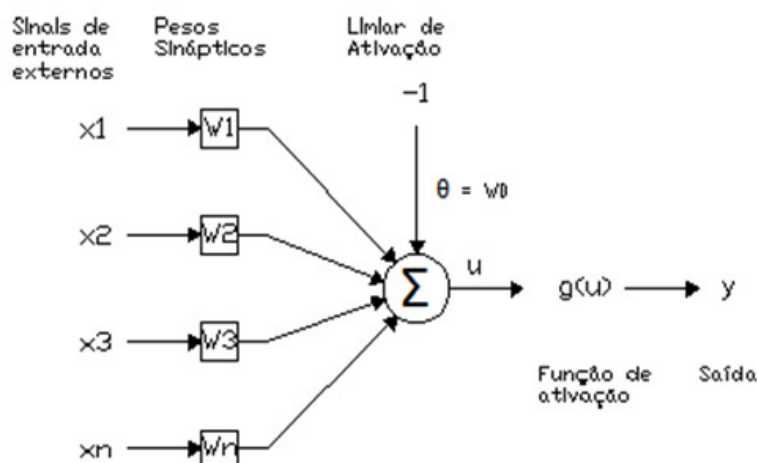 Sinais de
entrada
externos
Pesos
Sinápticos
Limiar de
Ativação
-1
θ = W0
x1
W1
x2
W2
x3
W3
xn
Wn
Σ
u
g(u)
y
Função de
ativação
Saída